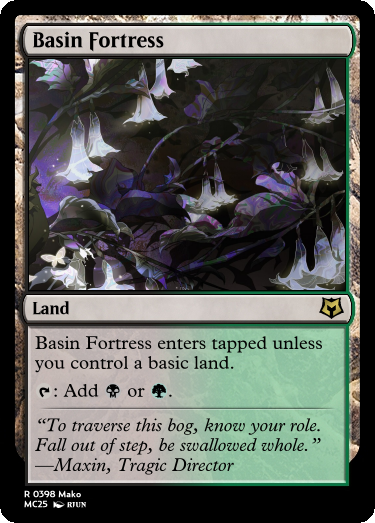 Basin Fortress
Land
Basin Fortress enters tapped unless
you control a basic land.
: Add or .
“To traverse this bog, know your role.
Fall out of step, be swallowed whole.”
—Maxin, Tragic Director
R 0398 Mako
MC25 RJUN